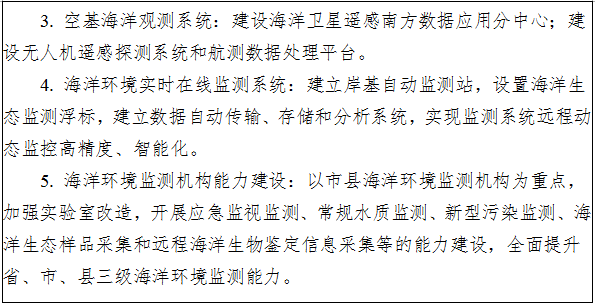 3. 空基海洋观测系统：建设海洋卫星遥感南方数据应用分中心；建
设无人机遥感探测系统和航测数据处理平台。
4. 海洋环境实时在线监测系统：建立岸基自动监测站，设置海洋生
态监测浮标，建立数据自动传输、存储和分析系统，实现监测系统远程动
态监控高精度、智能化。
5. 海洋环境监测机构能力建设：以市县海洋环境监测机构为重点，
加强实验室改造，开展应急监视监测、常规水质监测、新型污染监测、海
洋生态样品采集和远程海洋生物鉴定信息采集等的能力建设，全面提升
省、市、县三级海洋环境监测能力。